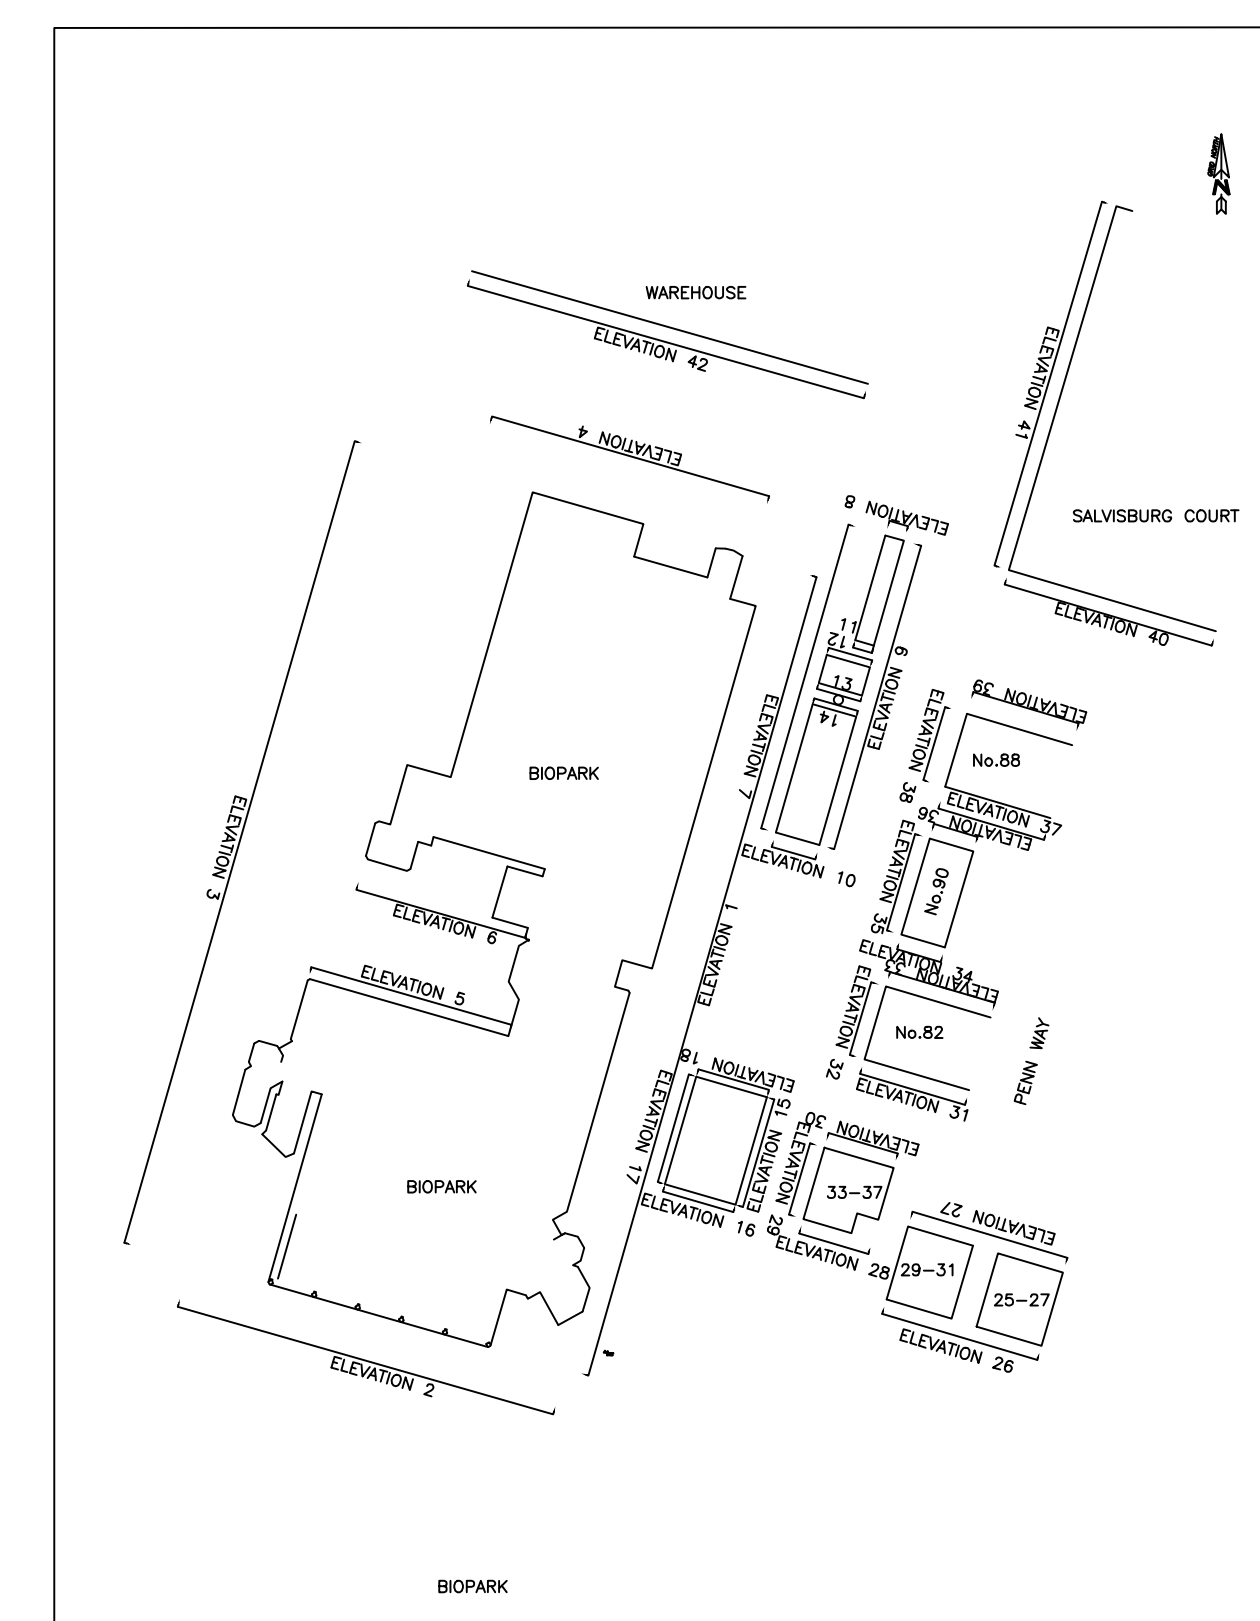 GRID NORTH
N
WAREHOUSE
ELEVATION 42
ELEVATION 41
ELEVATION 4
ELEVATION 8
SALVISBURG COURT
ELEVATION 40
11
12
13
14
ELEVATION 9
ELEVATION 7
ELEVATION 39
ELEVATION 38
No.88
ELEVATION 37
BIOPARK
ELEVATION 3
ELEVATION 36
ELEVATION 10
ELEVATION 35
No.90
ELEVATION 6
ELEVATION 1
ELEVATION 34
ELEVATION 33
ELEVATION 5
ELEVATION 32
No.82
PENN WAY
ELEVATION 31
ELEVATION 18
ELEVATION 17
ELEVATION 15
ELEVATION 16
ELEVATION 30
ELEVATION 29
33-37
ELEVATION 28
BIOPARK
ELEVATION 27
29-31
25-27
ELEVATION 26
ELEVATION 2
BIOPARK